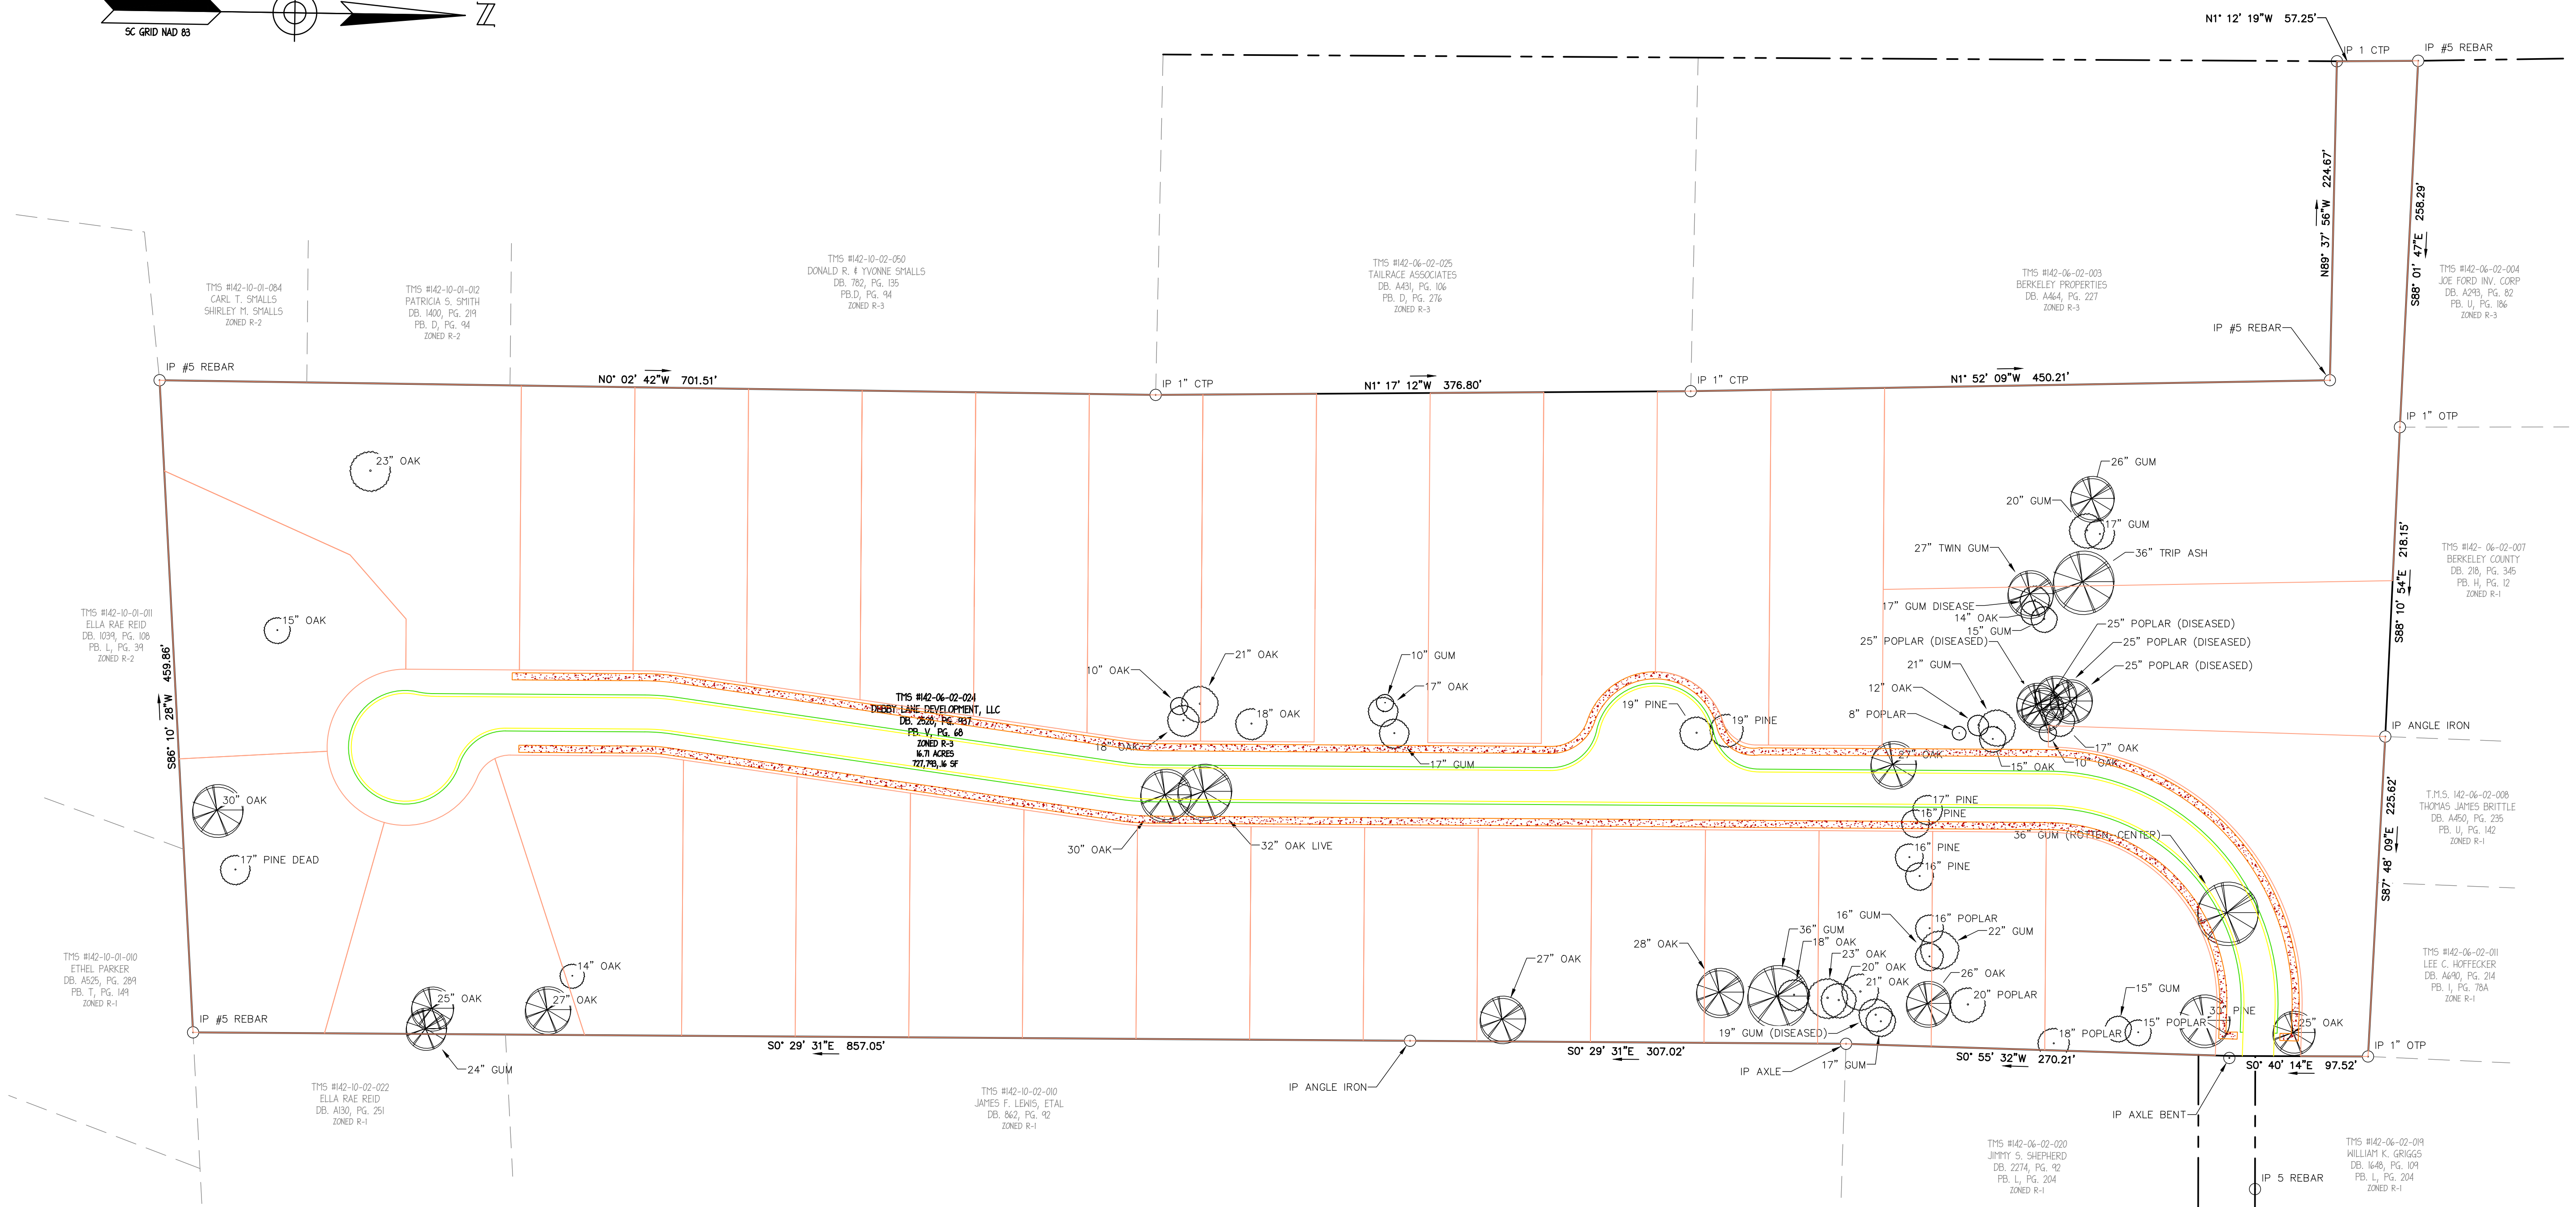 SC GRID NAD 83
N
N1° 12' 19"W 57.25'
IP 1 CTP
IP #5 REBAR
N89° 37' 56"W 224.67'
S88° 01' 47"E 258.29'
TMS #142-10-01-084
CARL T. SMALLS
SHIRLEY M. SMALLS
ZONED R-2
TMS #142-10-01-012
PATRICIA S. SMITH
DB. 1400, PG. 219
PB. D, PG. 94
ZONED R-2
TMS #142-10-02-050
DONALD R. & YVONNE SMALLS
DB. 782, PG. 135
PB.D, PG. 94
ZONED R-3
TMS #142-06-02-025
TAILRACE ASSOCIATES
DB. A431, PG. 106
PB. D, PG. 276
ZONED R-3
TMS #142-06-02-003
BERKELEY PROPERTIES
DB. A464, PG. 227
ZONED R-3
TMS #142-06-02-004
JOE FORD INV. CORP
DB. A293, PG. 82
PB. U, PG. 186
ZONED R-3
IP #5 REBAR
IP #5 REBAR
N0° 02' 42"W 701.51'
IP 1" CTP
N1° 17' 12"W 376.80'
IP 1" CTP
N1° 52' 09"W 450.21'
IP 1" OTP
23" OAK
26" GUM
20" GUM
17" GUM
27" TWIN GUM
36" TRIP ASH
S88° 10' 54"E 218.15'
TMS #142- 06-02-007
BERKELEY COUNTY
DB. 218, PG. 345
PB. H, PG. 12
ZONED R-1
17" GUM DISEASE
14" OAK
15" GUM
TMS #142-10-01-011
ELLA RAE REID
DB. 1039, PG. 108
PB. L, PG. 39
ZONED R-2
15" OAK
S86° 10' 28"W 459.86'
25" POPLAR (DISEASED)
25" POPLAR (DISEASED)
25" POPLAR (DISEASED)
25" POPLAR (DISEASED)
10" OAK
21" OAK
10" GUM
17" OAK
21" GUM
12" OAK
8" POPLAR
TMS #142-06-02-024
DEBBY LANE DEVELOPMENT, LLC
DB. 2520, PG. 937
PB. V, PG. 68
ZONED R-3
16.71 ACRES
727,793.16 SF
18" OAK
18" OAK
17" GUM
19" PINE
19" PINE
27" OAK
15" OAK
10" OAK
17" OAK
IP ANGLE IRON
30" OAK
17" PINE DEAD
30" OAK
32" OAK LIVE
17" PINE
16" PINE
16" PINE
16" PINE
36" GUM (ROTTEN CENTER)
S87° 48' 09"E 225.62'
T.M.S. 142-06-02-008
THOMAS JAMES BRITTLE
DB. A450, PG. 235
PB. U, PG. 142
ZONED R-1
TMS #142-10-01-010
ETHEL PARKER
DB. A525, PG. 289
PB. T, PG. 149
ZONED R-1
14" OAK
25" OAK
27" OAK
24" GUM
27" OAK
28" OAK
36" GUM
18" OAK
23" OAK
20" OAK
21" OAK
16" GUM
16" POPLAR
22" GUM
26" OAK
20" POPLAR
19" GUM (DISEASED)
17" GUM
15" GUM
15" POPLAR
18" POPLAR
30" PINE
25" OAK
TMS #142-06-02-011
LEE C. HOFFECKER
DB. A690, PG. 214
PB. 1, PG. 78A
ZONE R-1
IP #5 REBAR
S0° 29' 31"E 857.05'
IP ANGLE IRON
S0° 29' 31"E 307.02'
IP AXLE
S0° 55' 32"W 270.21'
S0° 40' 14"E 97.52'
IP 1" OTP
IP AXLE BENT
TMS #142-10-02-022
ELLA RAE REID
DB. A130, PG. 251
ZONED R-1
TMS #142-10-02-010
JAMES F. LEWIS, ETAL
DB. 862, PG. 92
ZONED R-1
TMS #142-06-02-020
JIMMY S. SHEPHERD
DB. 2274, PG. 92
PB. L, PG. 204
ZONED R-1
TMS #142-06-02-019
WILLIAM K. GRIGGS
DB. 1648, PG. 109
PB. L, PG. 204
ZONED R-1
IP 5 REBAR